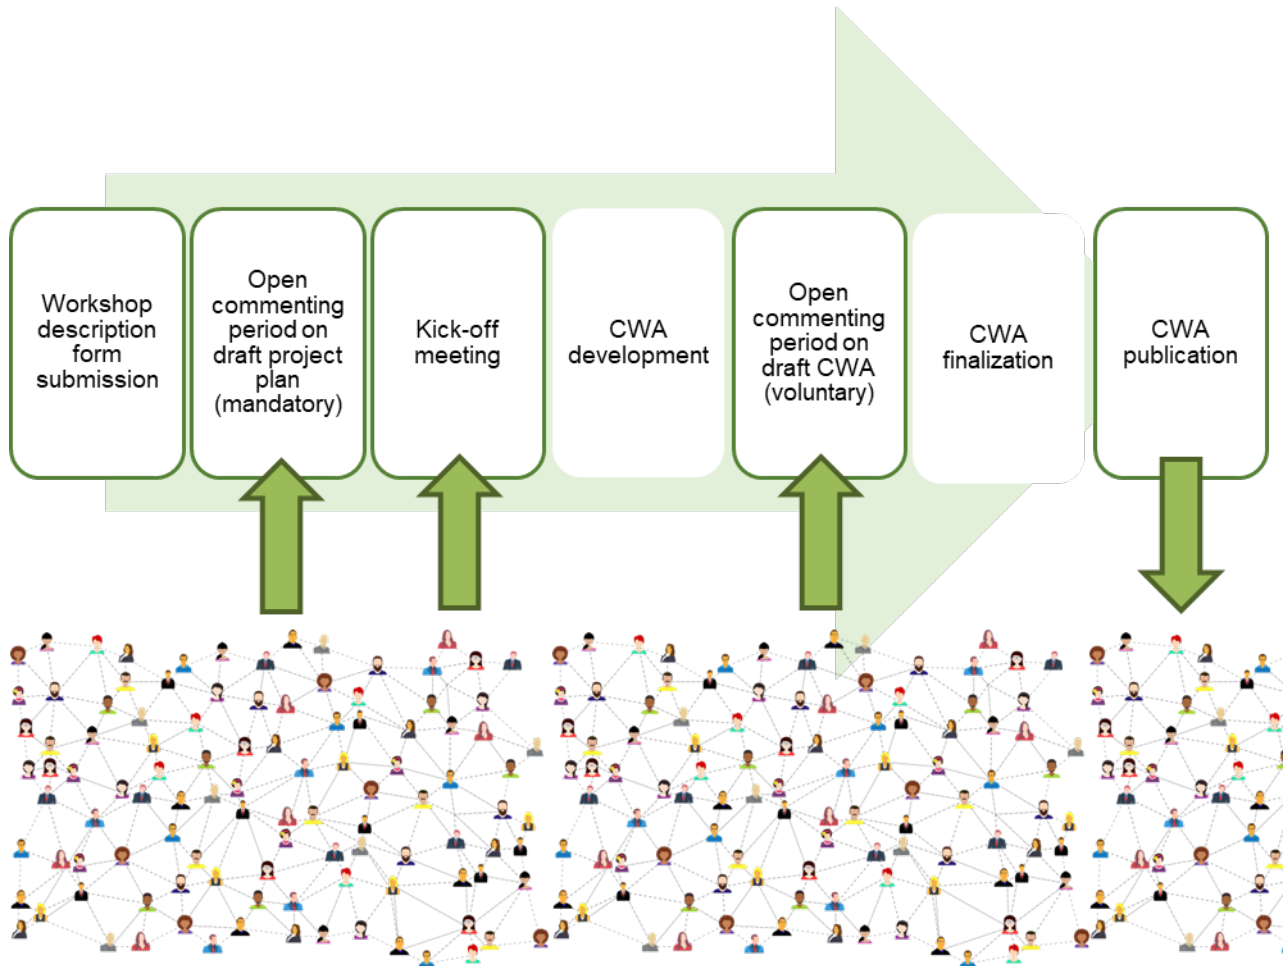 Workshop
description
form
submission
Open
commenting
period on
draft project
plan
(mandatory)
Kick-off
meeting
CWA
development
Open
commenting
period on
draft CWA
(voluntary)
CWA
finalization
CWA
publication